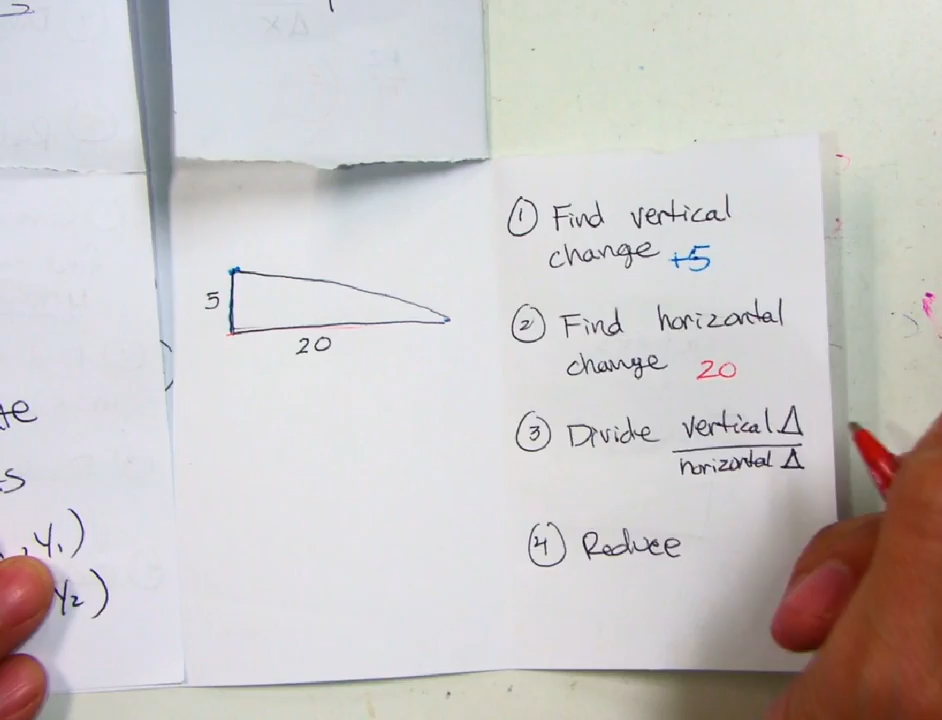 Δx
te
s
, y₁)
y₂)
5
20
① Find vertical
change +5
② Find horizontal
change 20
③ Divide vertical Δ
horizontal Δ
④ Reduce